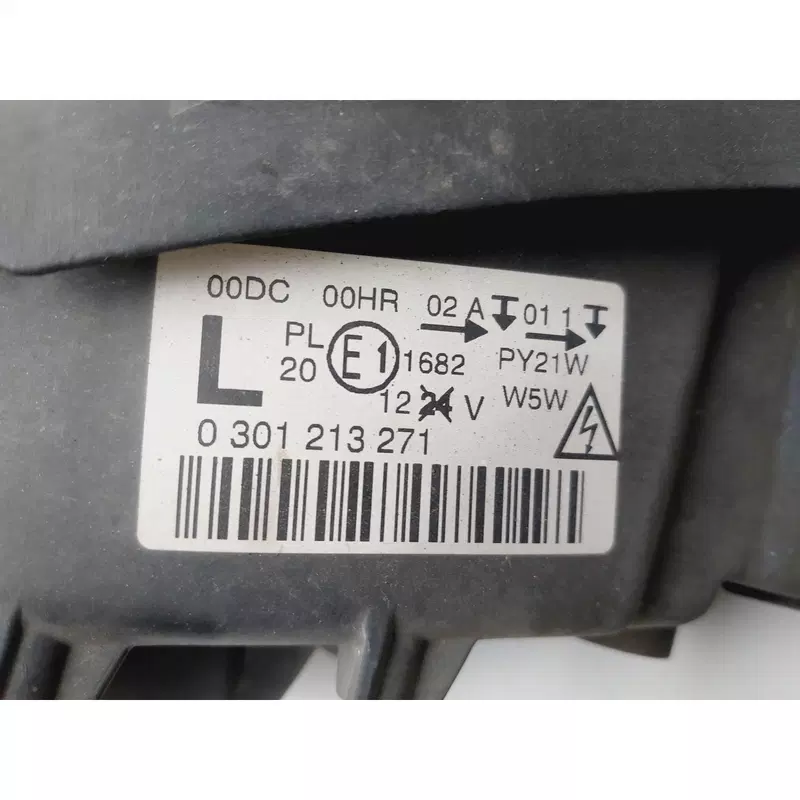 00DC 00HR 02 A 01 1
L PL E1 1682 PY21W
20 12 24 V W5W
0 301 213 271